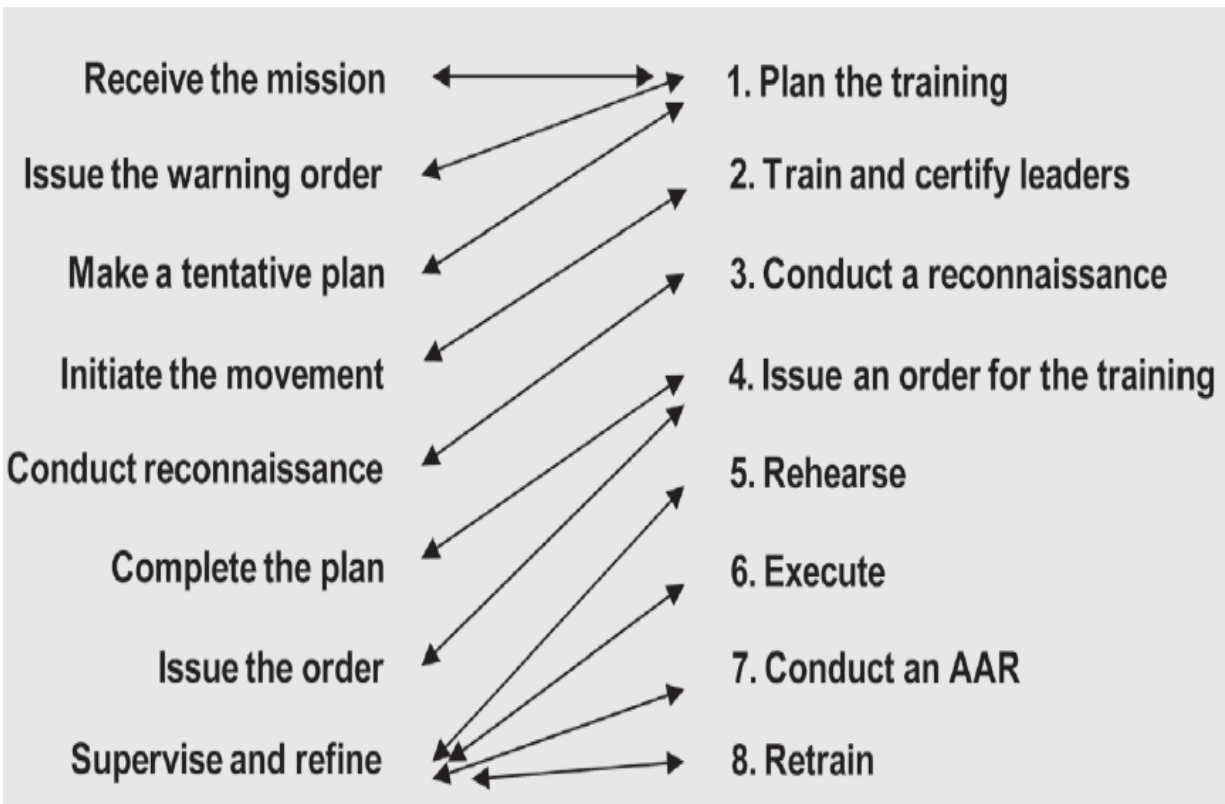 Receive the mission
1. Plan the training
Issue the warning order
2. Train and certify leaders
Make a tentative plan
3. Conduct a reconnaissance
Initiate the movement
4. Issue an order for the training
Conduct reconnaissance
5. Rehearse
Complete the plan
6. Execute
Issue the order
7. Conduct an AAR
Supervise and refine
8. Retrain